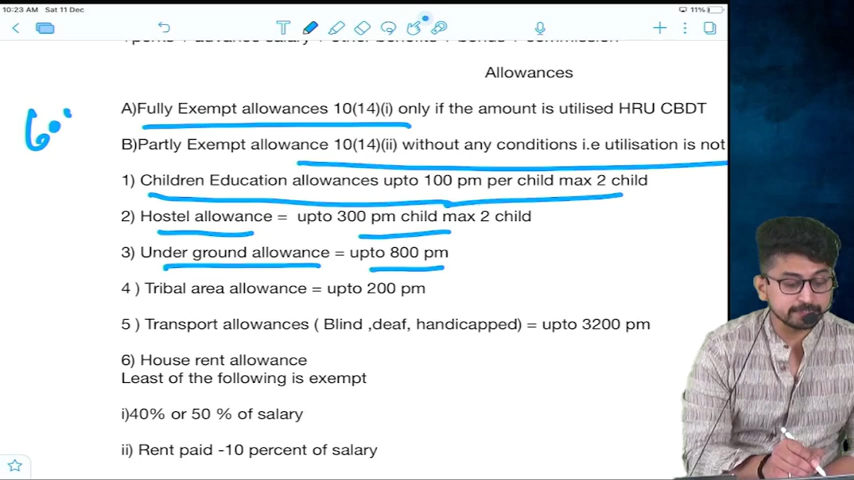 10:23 AM Sat 11 Dec
11%
T
Allowances
A)Fully Exempt allowances 10(14)(i) only if the amount is utilised HRU CBDT
B)Partly Exempt allowance 10(14)(ii) without any conditions i.e utilisation is not
1) Children Education allowances upto 100 pm per child max 2 child
2) Hostel allowance = upto 300 pm child max 2 child
3) Under ground allowance = upto 800 pm
4 ) Tribal area allowance = upto 200 pm
5 ) Transport allowances ( Blind ,deaf, handicapped) = upto 3200 pm
6) House rent allowance
Least of the following is exempt
i)40% or 50 % of salary
ii) Rent paid -10 percent of salary